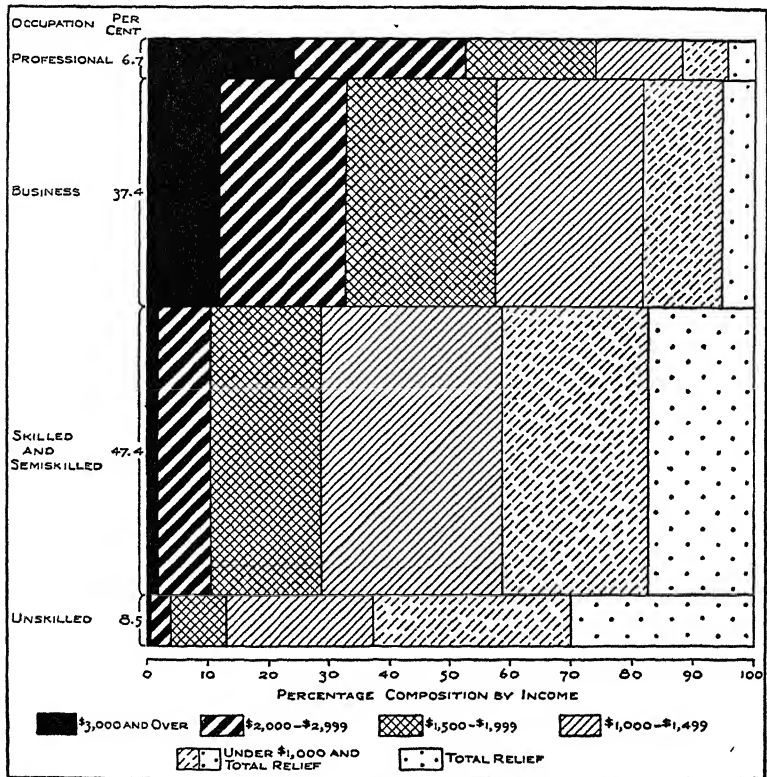 OCCUPATION PER CENT
PROFESSIONAL 6.7
BUSINESS 37.4
SKILLED AND SEMISKILLED 47.4
UNSKILLED 8.5
0 10 20 30 40 50 60 70 80 90 100
PERCENTAGE COMPOSITION BY INCOME
$3,000 AND OVER $2,000-$2,999 $1,500-$1,999 $1,000-$1,499
UNDER $1,000 AND TOTAL RELIEF TOTAL RELIEF